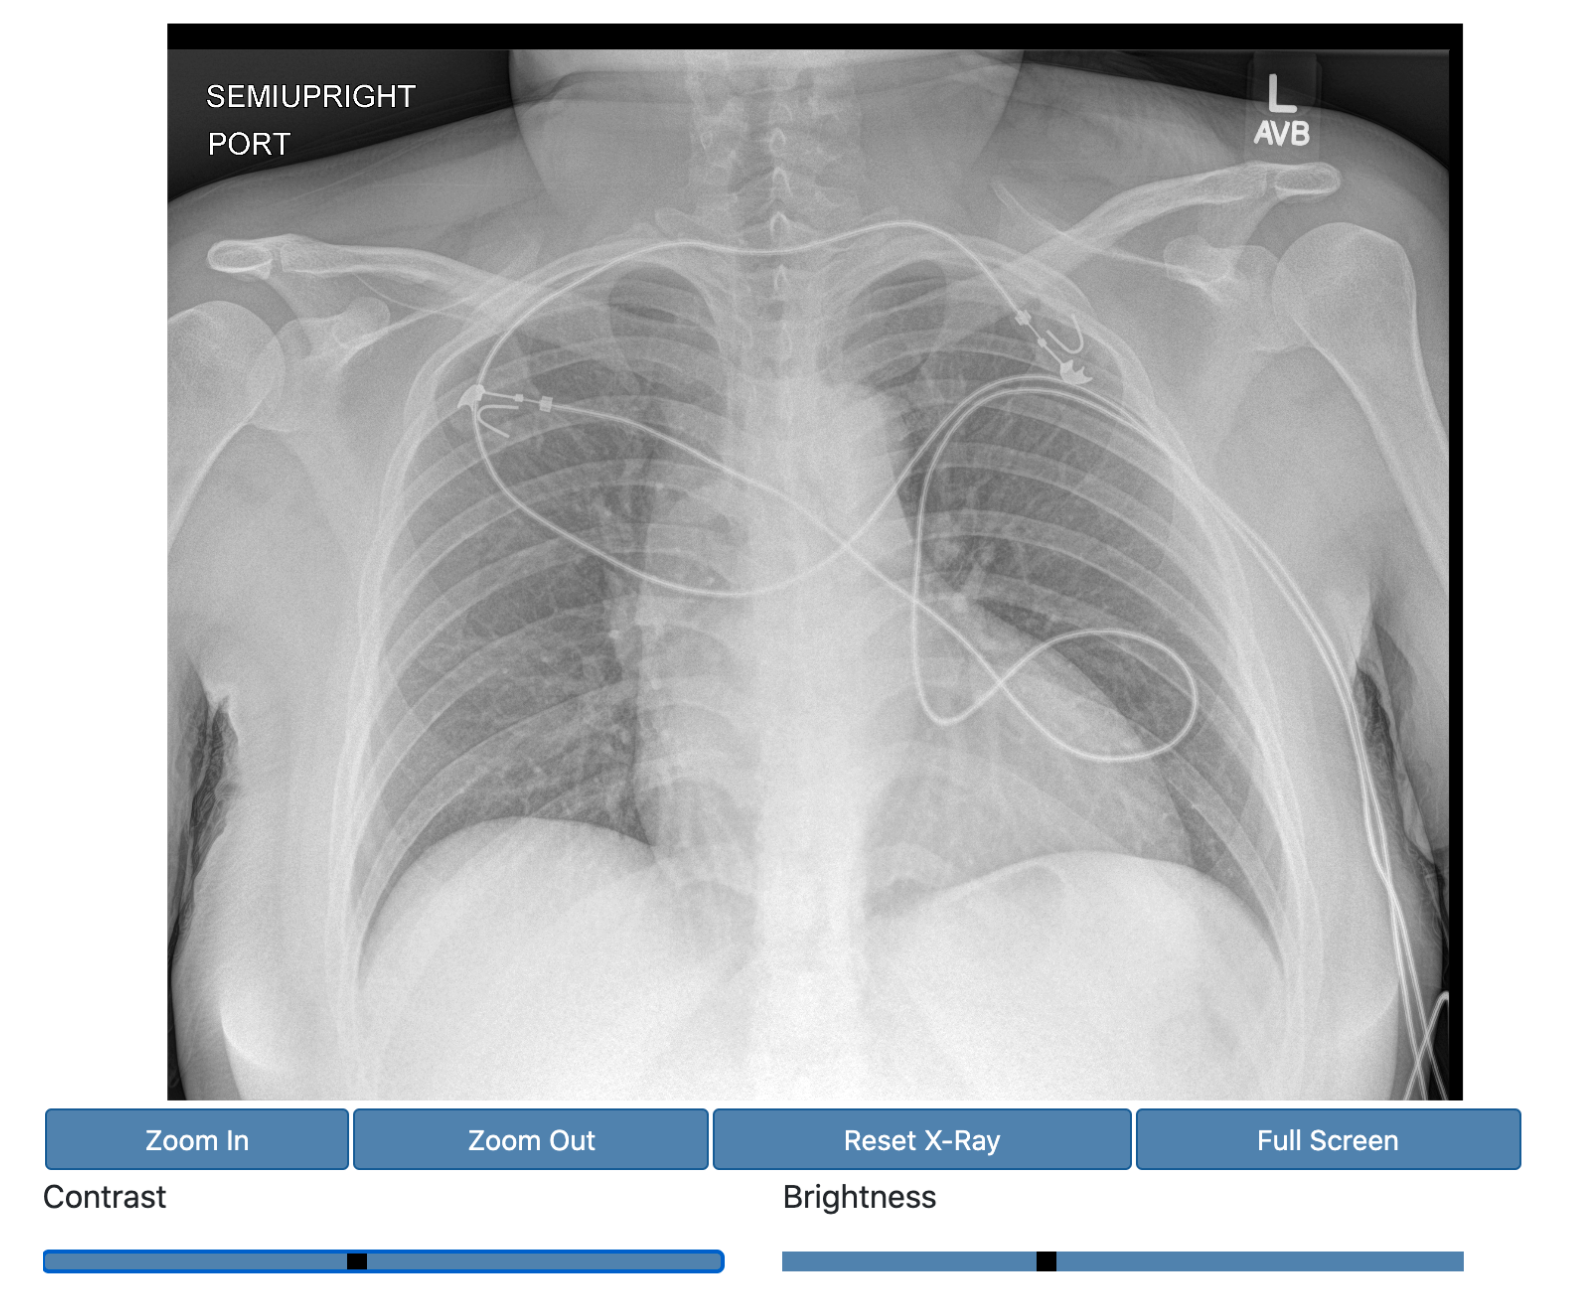 SEMIUPRIGHT
PORT
L
AVB
Zoom In
Zoom Out
Reset X-Ray
Full Screen
Contrast
Brightness